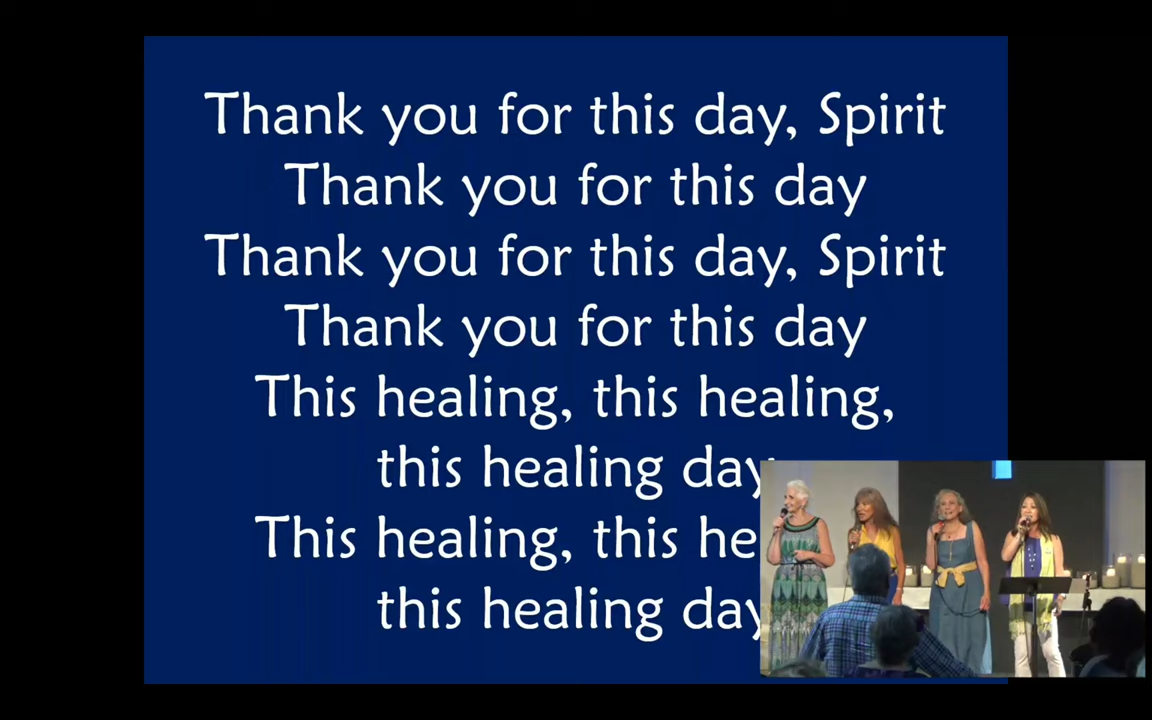 Thank you for this day, Spirit
Thank you for this day
Thank you for this day, Spirit
Thank you for this day
This healing, this healing,
this healing day
This healing, this he
this healing day